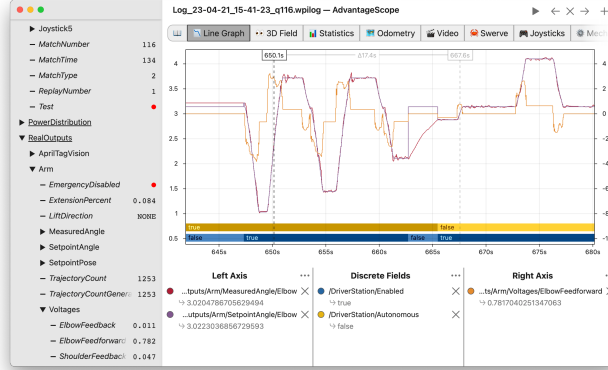 Log_23-04-21_15-41-23_q116.wpilog — AdvantageScope
Line Graph 3D Field Statistics Odometry Video Swerve Joysticks
Joystick5
MatchNumber 116
MatchTime 134
MatchType 2
ReplayNumber 1
Test
PowerDistribution
RealOutputs
AprilTagVision
Arm
EmergencyDisabled
ExtensionPercent 0.084
LiftDirection NONE
MeasuredAngle
SetpointAngle
SetpointPose
TrajectoryCount 1253
TrajectoryCountGenera 1253
Voltages
ElbowFeedback 0.011
ElbowFeedforward 0.782
ShoulderFeedback 0.047
650.1s Δ17.4s 667.6s
4
3.5
3
2.5
2
1.5
1
0.5
4
2
0
true false
false true false true
645s 650s 655s 660s 665s 670s 675s 680s
Left Axis ... Discrete Fields ... Right Axis
...tputs/Arm/MeasuredAngle/Elbow /DriverStation/Enabled ...ts/Arm/Voltages/ElbowFeedforward
3.0204786705629494 true 0.7817040251347063
...utputs/Arm/SetpointAngle/Elbow /DriverStation/Autonomous
3.0223036856729593 false